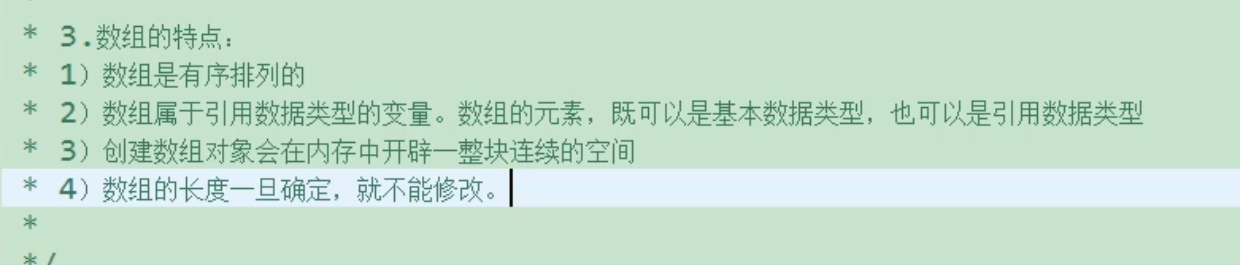 * 3.数组的特点：
* 1）数组是有序排列的
* 2）数组属于引用数据类型的变量。数组的元素，既可以是基本数据类型，也可以是引用数据类型
* 3）创建数组对象会在内存中开辟一整块连续的空间
* 4）数组的长度一旦确定，就不能修改。
*
*/